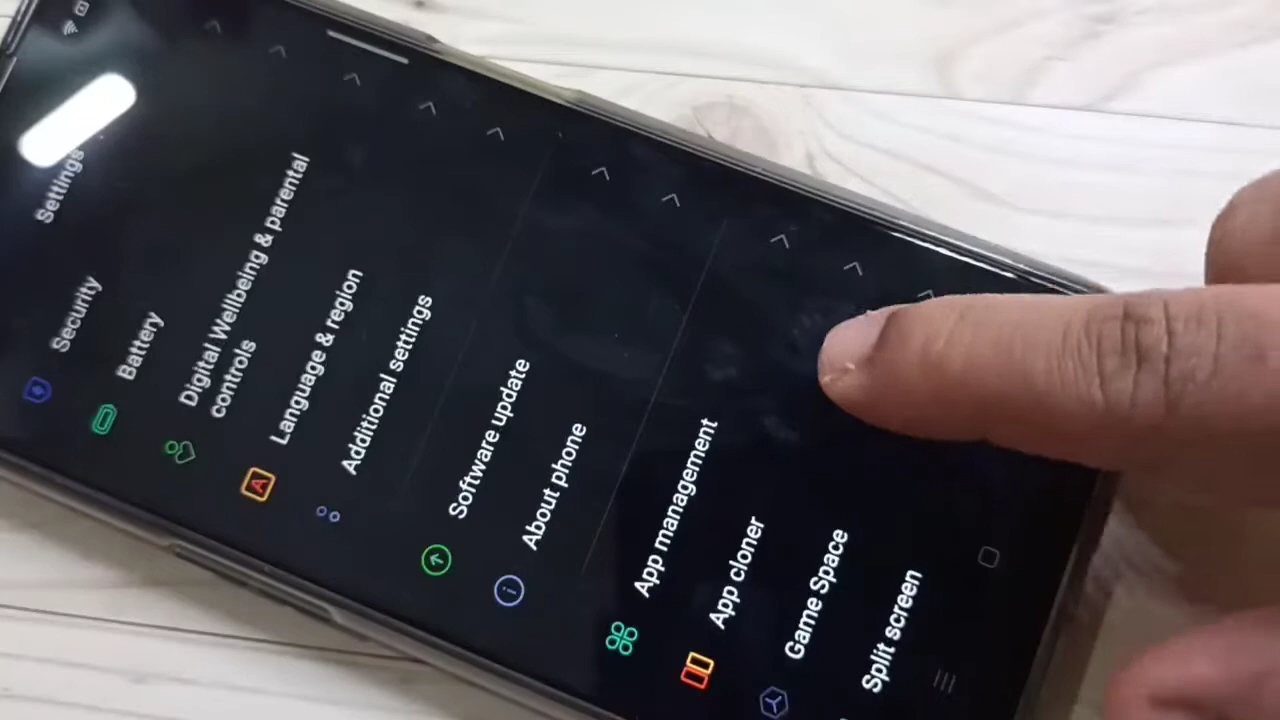 Settings
Security
Battery
Digital Wellbeing & parental
controls
Language & region
Additional settings
Software update
About phone
App management
App cloner
Game Space
Split screen